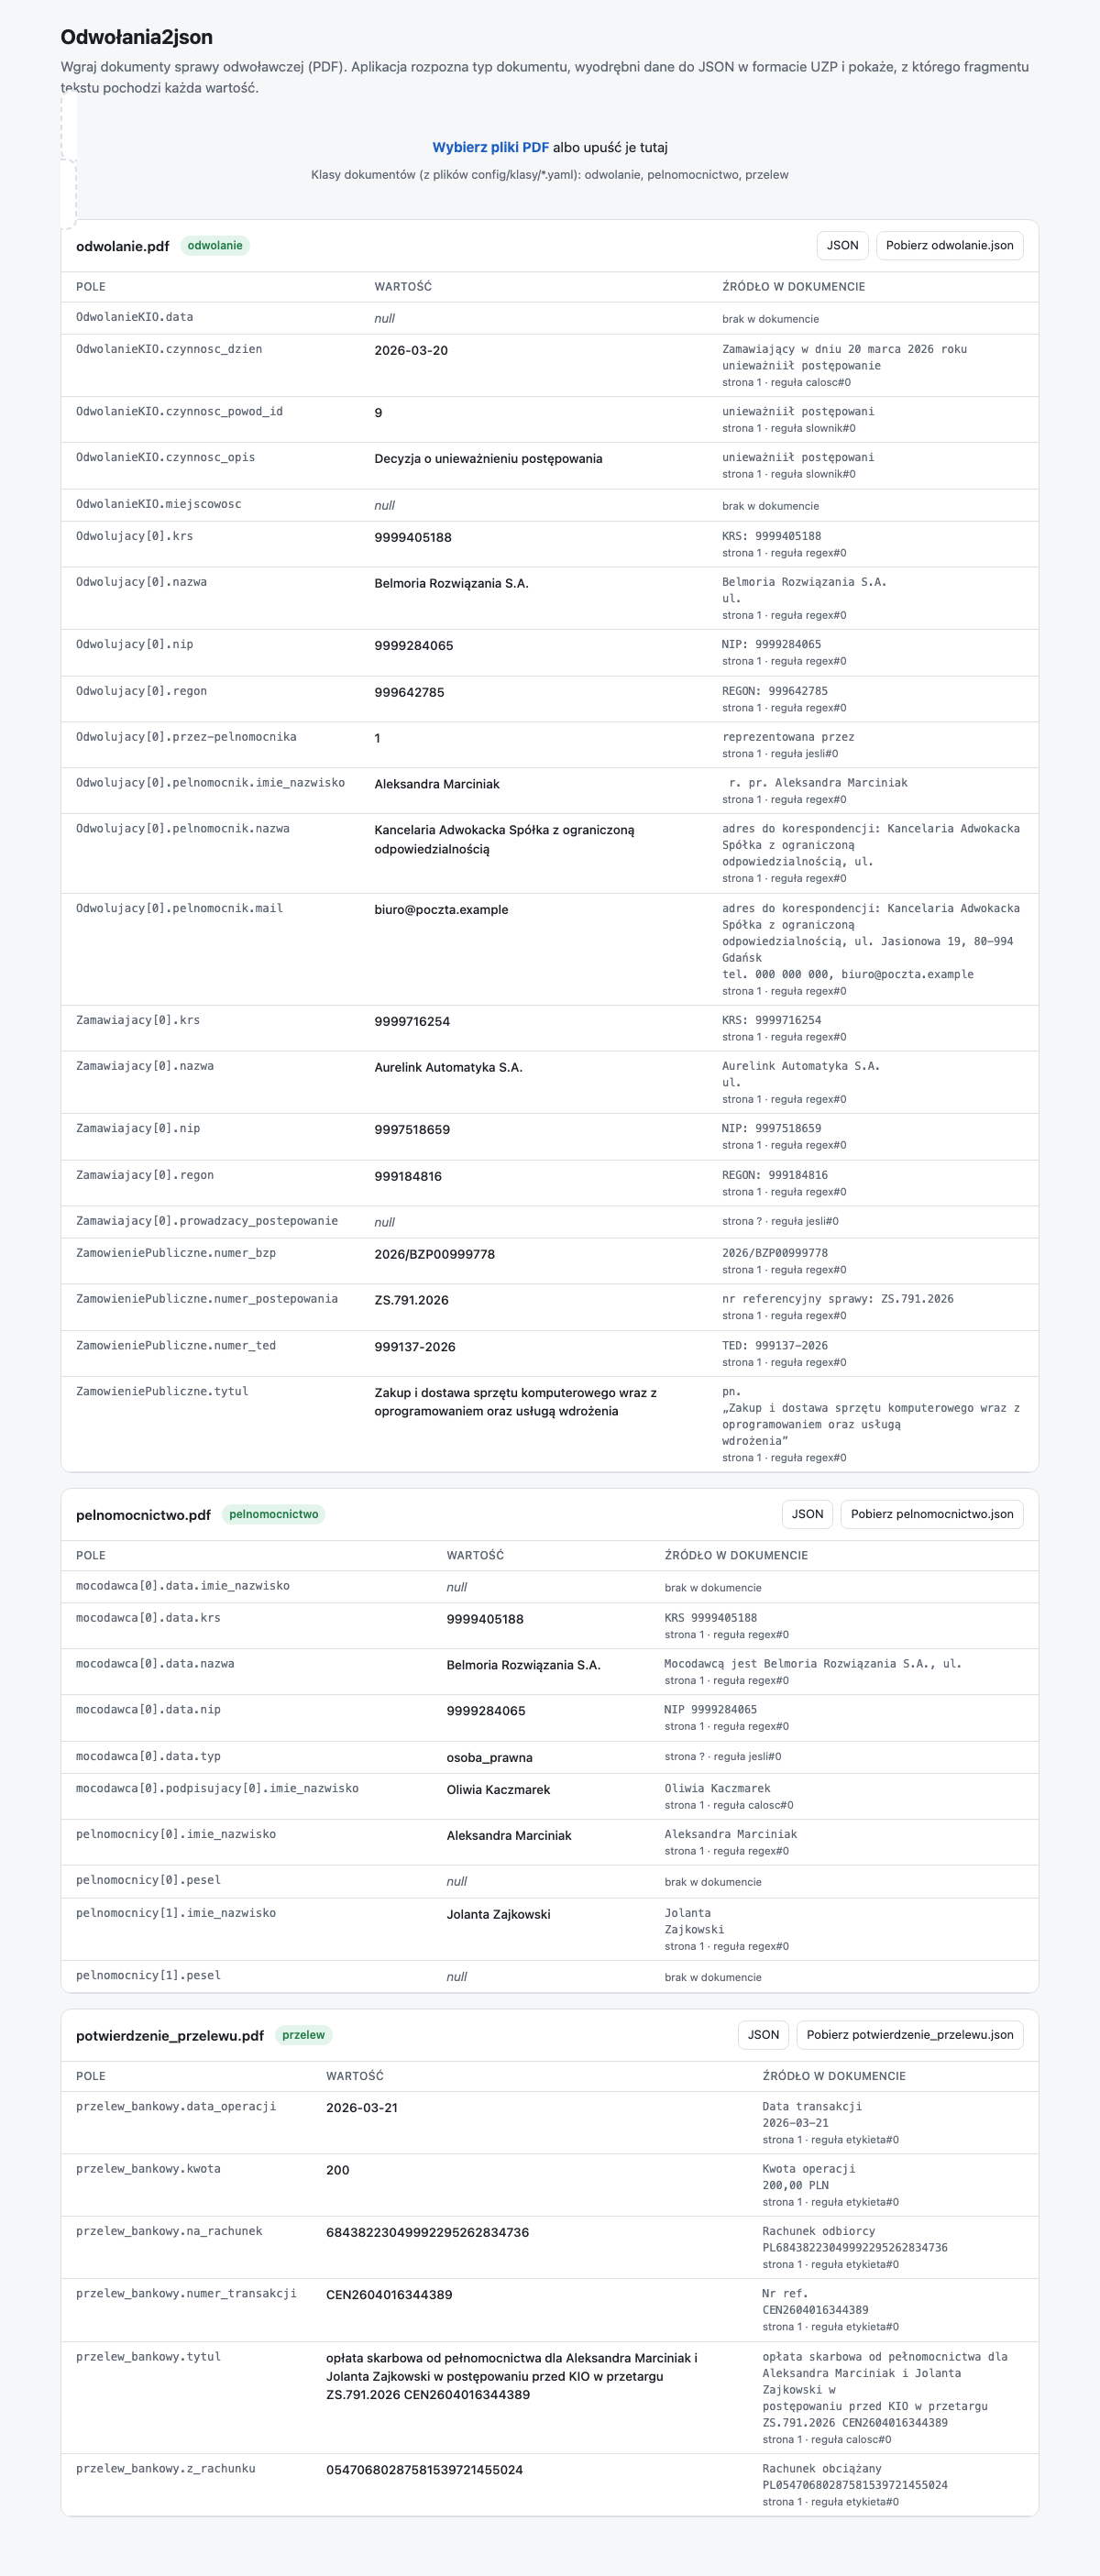 Odwołania2json
Wgraj dokumenty sprawy odwoławczej (PDF). Aplikacja rozpozna typ dokumentu, wyodrębni dane do JSON w formacie UZP i pokaże, z którego fragmentu
tekstu pochodzi każda wartość.
Wybierz pliki PDF albo upuść je tutaj
Klasy dokumentów (z plików config/klasy/*.yaml): odwolanie, pelnomocnictwo, przelew
odwolanie.pdf odwolanie JSON Pobierz odwolanie.json
POLE WARTOŚĆ ŹRÓDŁO W DOKUMENCIE
OdwolanieKIO.data null brak w dokumencie
OdwolanieKIO.czynnosc_dzien 2026-03-20 Zamawiający w dniu 20 marca 2026 roku
unieważniił postępowanie
strona 1 · reguła calosc#0
OdwolanieKIO.czynnosc_powod_id 9 unieważniił postępowani
strona 1 · reguła slownik#0
OdwolanieKIO.czynnosc_opis Decyzja o unieważnieniu postępowania unieważniił postępowani
strona 1 · reguła slownik#0
OdwolanieKIO.miejscowosc null brak w dokumencie
Odwolujacy[0].krs 9999405188 KRS: 9999405188
strona 1 · reguła regex#0
Odwolujacy[0].nazwa Belmoria Rozwiązania S.A. Belmoria Rozwiązania S.A.
ul.
strona 1 · reguła regex#0
Odwolujacy[0].nip 9999284065 NIP: 9999284065
strona 1 · reguła regex#0
Odwolujacy[0].regon 999642785 REGON: 999642785
strona 1 · reguła regex#0
Odwolujacy[0].przez-pelnomocnika 1 reprezentowana przez
strona 1 · reguła jesli#0
Odwolujacy[0].pelnomocnik.imie_nazwisko Aleksandra Marciniak r. pr. Aleksandra Marciniak
strona 1 · reguła regex#0
Odwolujacy[0].pelnomocnik.nazwa Kancelaria Adwokacka Spółka z ograniczoną adres do korespondencji: Kancelaria Adwokacka
odpowiedzialnością Spółka z ograniczoną
odpowiedzialnością, ul.
strona 1 · reguła regex#0
Odwolujacy[0].pelnomocnik.mail biuro@poczta.example adres do korespondencji: Kancelaria Adwokacka
Spółka z ograniczoną
odpowiedzialnością, ul. Jasionowa 19, 80-994
Gdańsk
tel. 000 000 000, biuro@poczta.example
strona 1 · reguła regex#0
Zamawiajacy[0].krs 9999716254 KRS: 9999716254
strona 1 · reguła regex#0
Zamawiajacy[0].nazwa Aurelink Automatyka S.A. Aurelink Automatyka S.A.
ul.
strona 1 · reguła regex#0
Zamawiajacy[0].nip 9997518659 NIP: 9997518659
strona 1 · reguła regex#0
Zamawiajacy[0].regon 999184816 REGON: 999184816
strona 1 · reguła regex#0
Zamawiajacy[0].prowadzacy_postepowanie null strona ? · reguła jesli#0
ZamowieniePubliczne.numer_bzp 2026/BZP00999778 2026/BZP00999778
strona 1 · reguła regex#0
ZamowieniePubliczne.numer_postepowania ZS.791.2026 nr referencyjny sprawy: ZS.791.2026
strona 1 · reguła regex#0
ZamowieniePubliczne.numer_ted 999137-2026 TED: 999137-2026
strona 1 · reguła regex#0
ZamowieniePubliczne.tytul Zakup i dostawa sprzętu komputerowego wraz z pn.
oprogramowaniem oraz usługą wdrożenia „Zakup i dostawa sprzętu komputerowego wraz z
oprogramowaniem oraz usługą
wdrożenia”
strona 1 · reguła regex#0
pelnomocnictwo.pdf pelnomocnictwo JSON Pobierz pelnomocnictwo.json
POLE WARTOŚĆ ŹRÓDŁO W DOKUMENCIE
mocodawca[0].data.imie_nazwisko null brak w dokumencie
mocodawca[0].data.krs 9999405188 KRS 9999405188
strona 1 · reguła regex#0
mocodawca[0].data.nazwa Belmoria Rozwiązania S.A. Mocodawcą jest Belmoria Rozwiązania S.A., ul.
strona 1 · reguła regex#0
mocodawca[0].data.nip 9999284065 NIP 9999284065
strona 1 · reguła regex#0
mocodawca[0].data.typ osoba_prawna strona ? · reguła jesli#0
mocodawca[0].podpisujacy[0].imie_nazwisko Oliwia Kaczmarek Oliwia Kaczmarek
strona 1 · reguła calosc#0
pelnomocnicy[0].imie_nazwisko Aleksandra Marciniak Aleksandra Marciniak
strona 1 · reguła regex#0
pelnomocnicy[0].pesel null brak w dokumencie
pelnomocnicy[1].imie_nazwisko Jolanta Zajkowski Jolanta
Zajkowski
strona 1 · reguła regex#0
pelnomocnicy[1].pesel null brak w dokumencie
potwierdzenie_przelewu.pdf przelew JSON Pobierz potwierdzenie_przelewu.json
POLE WARTOŚĆ ŹRÓDŁO W DOKUMENCIE
przelew_bankowy.data_operacji 2026-03-21 Data transakcji
2026-03-21
strona 1 · reguła etykieta#0
przelew_bankowy.kwota 200 Kwota operacji
200,00 PLN
strona 1 · reguła etykieta#0
przelew_bankowy.na_rachunek 68438223049992295262834736 Rachunek odbiorcy
PL68438223049992295262834736
strona 1 · reguła etykieta#0
przelew_bankowy.numer_transakcji CEN2604016344389 Nr ref.
CEN2604016344389
strona 1 · reguła etykieta#0
przelew_bankowy.tytul opłata skarbowa od pełnomocnictwa dla Aleksandra Marciniak i opłata skarbowa od pełnomocnictwa dla
Jolanta Zajkowski w postępowaniu przed KIO w przetargu Aleksandra Marciniak i Jolanta
ZS.791.2026 CEN2604016344389 Zajkowski w
postępowaniu przed KIO w przetargu
ZS.791.2026 CEN2604016344389
strona 1 · reguła calosc#0
przelew_bankowy.z_rachunku 05470680287581539721455024 Rachunek obciążany
PL05470680287581539721455024
strona 1 · reguła etykieta#0